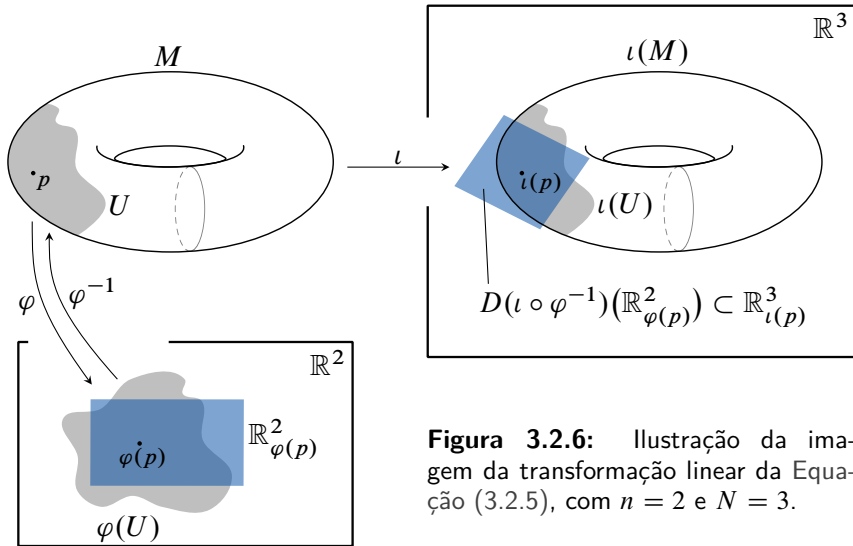 M
p
U
ι
ℝ³
ι(M)
ι(p)
ι(U)
D(ι ∘ φ⁻¹)(ℝ²_φ(p)) ⊂ ℝ³_ι(p)
φ
φ⁻¹
ℝ²
ℝ²_φ(p)
φ(p)
φ(U)
Figura 3.2.6: Ilustração da ima-
gem da transformação linear da Equa-
ção (3.2.5), com n = 2 e N = 3.